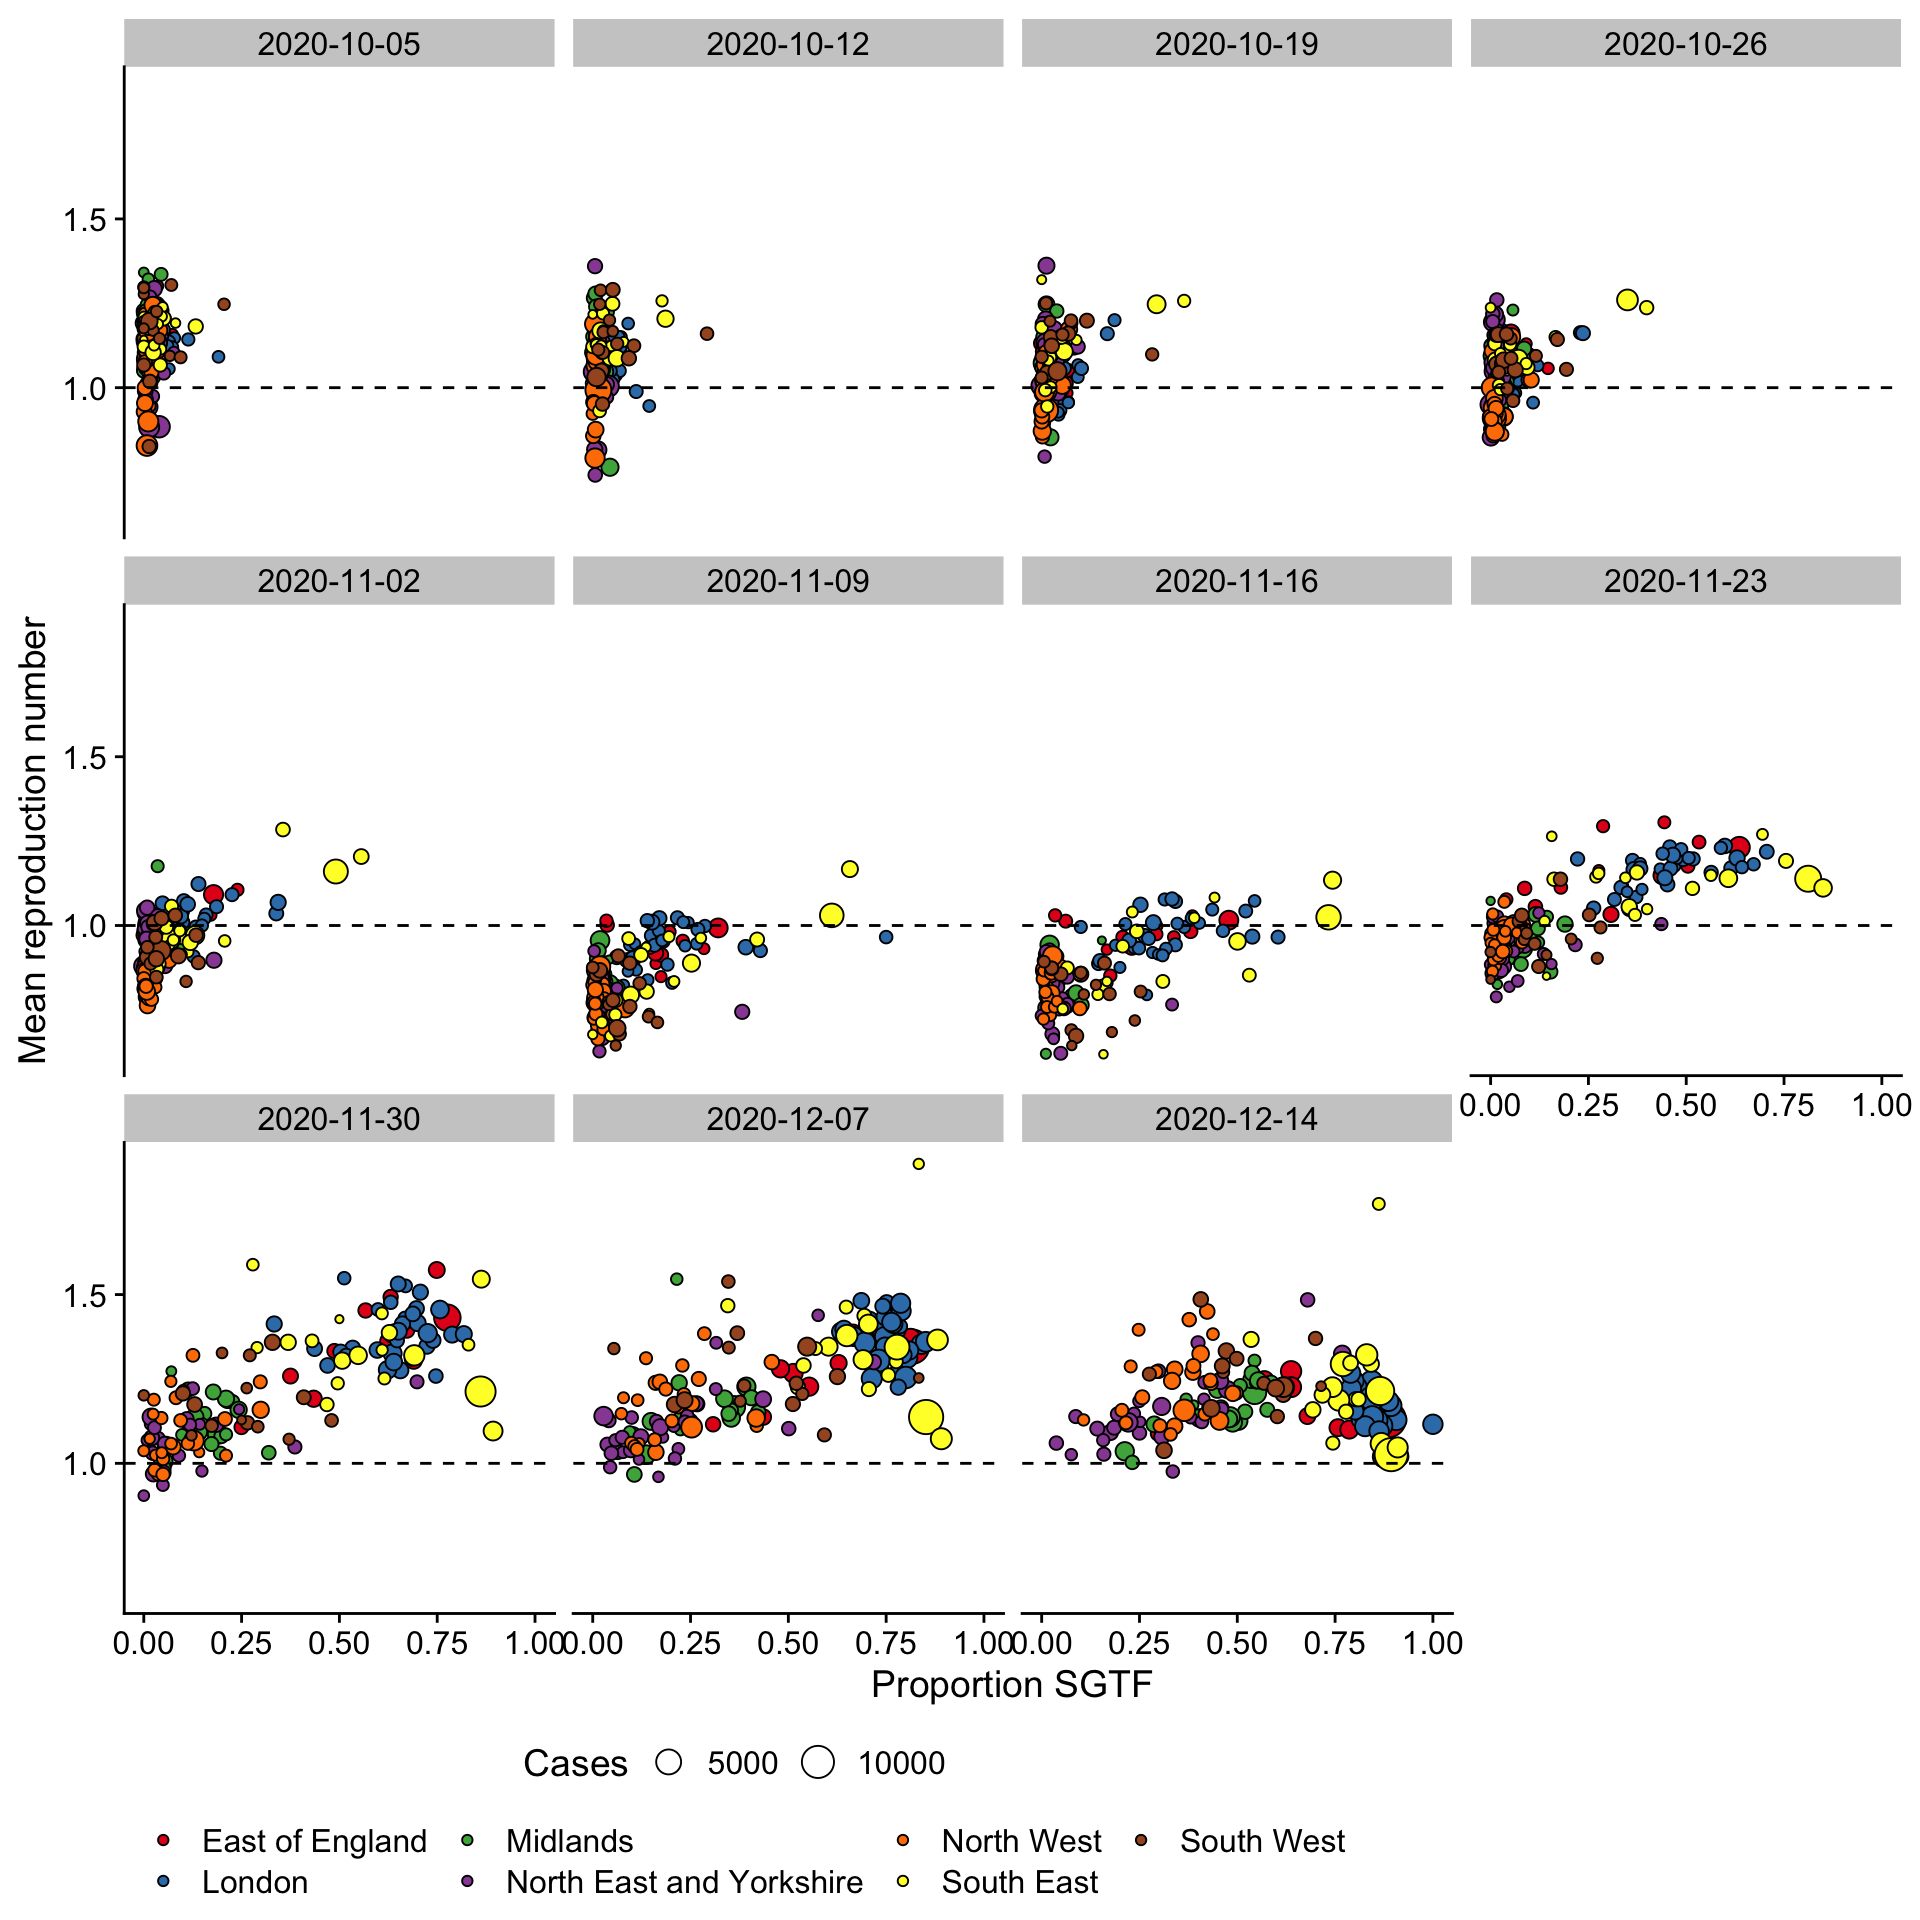 2020-10-05 2020-10-12 2020-10-19 2020-10-26
1.5
1.0
2020-11-02 2020-11-09 2020-11-16 2020-11-23
Mean reproduction number
1.5
1.0
0.00 0.25 0.50 0.75 1.00
2020-11-30 2020-12-07 2020-12-14
1.5
1.0
0.00 0.25 0.50 0.75 1.00 0.00 0.25 0.50 0.75 1.00 0.00 0.25 0.50 0.75 1.00
Proportion SGTF
Cases 5000 10000
East of England Midlands North West South West
London North East and Yorkshire South East